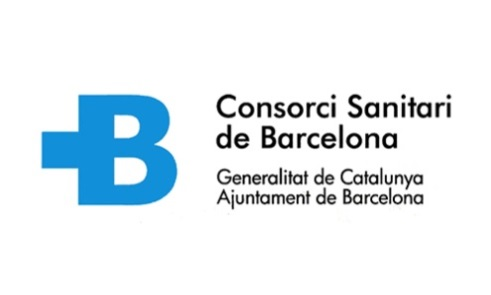 B
Consorci Sanitari
de Barcelona
Generalitat de Catalunya
Ajuntament de Barcelona